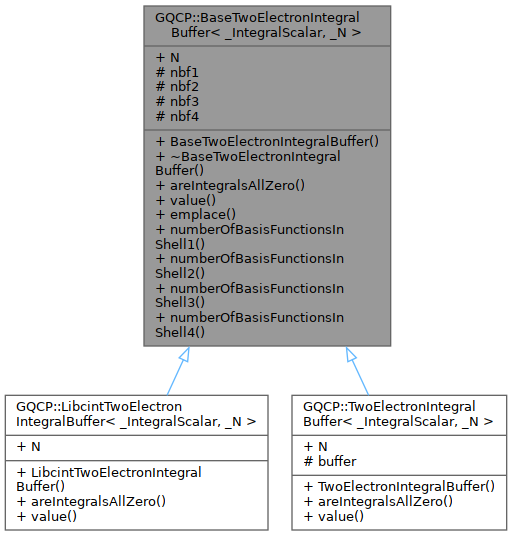 GQCP::BaseTwoElectronIntegral
Buffer< _IntegralScalar, _N >
+ N
# nbf1
# nbf2
# nbf3
# nbf4
+ BaseTwoElectronIntegralBuffer()
+ ~BaseTwoElectronIntegral
Buffer()
+ areIntegralsAllZero()
+ value()
+ emplace()
+ numberOfBasisFunctionsIn
Shell1()
+ numberOfBasisFunctionsIn
Shell2()
+ numberOfBasisFunctionsIn
Shell3()
+ numberOfBasisFunctionsIn
Shell4()
GQCP::LibcintTwoElectron
IntegralBuffer< _IntegralScalar, _N >
+ N
+ LibcintTwoElectronIntegral
Buffer()
+ areIntegralsAllZero()
+ value()
GQCP::TwoElectronIntegral
Buffer< _IntegralScalar, _N >
+ N
# buffer
+ TwoElectronIntegralBuffer()
+ areIntegralsAllZero()
+ value()